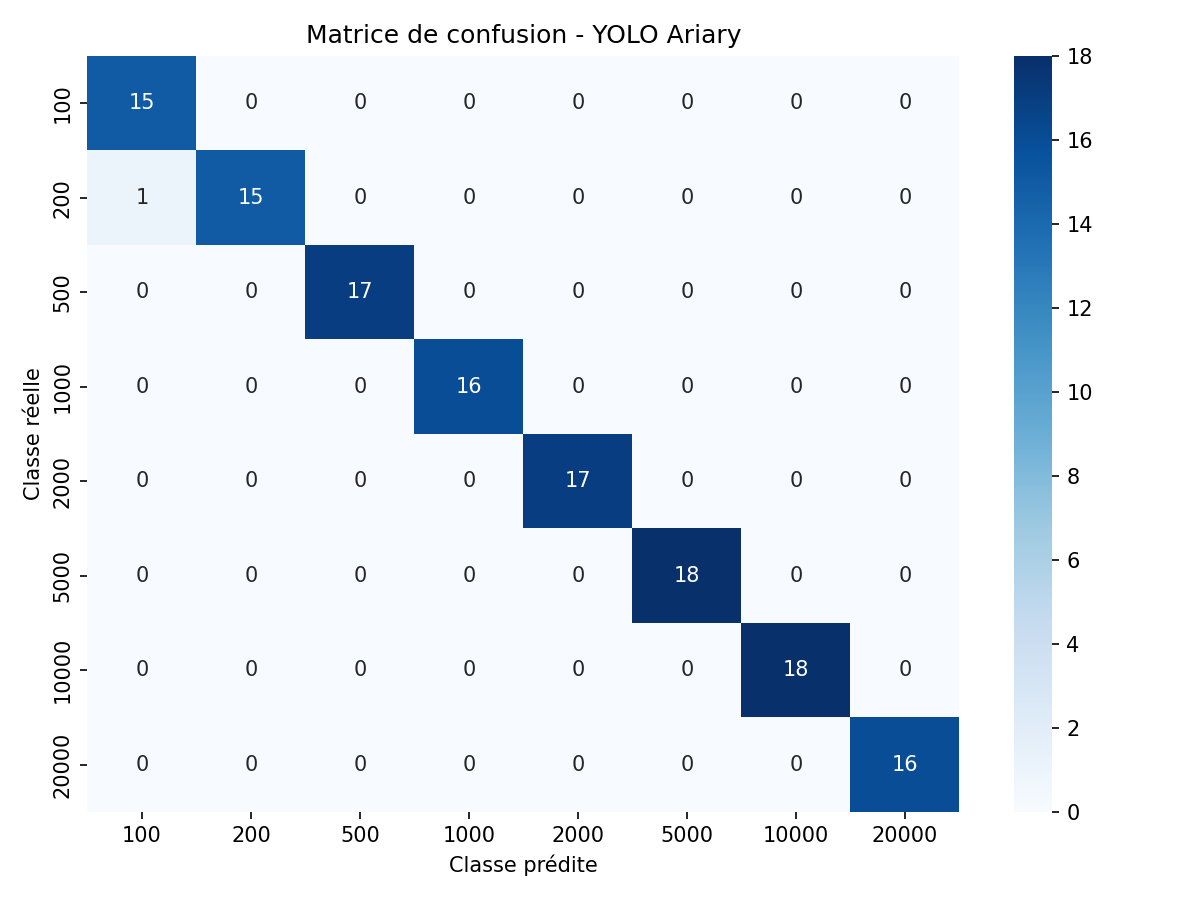 Matrice de confusion - YOLO Ariary
100 15 0 0 0 0 0 0 0
200 1 15 0 0 0 0 0 0
500 0 0 17 0 0 0 0 0
1000 0 0 0 16 0 0 0 0
2000 0 0 0 0 17 0 0 0
5000 0 0 0 0 0 18 0 0
10000 0 0 0 0 0 0 18 0
20000 0 0 0 0 0 0 0 16
100 200 500 1000 2000 5000 10000 20000
Classe prédite
Classe réelle
18
16
14
12
10
8
6
4
2
0